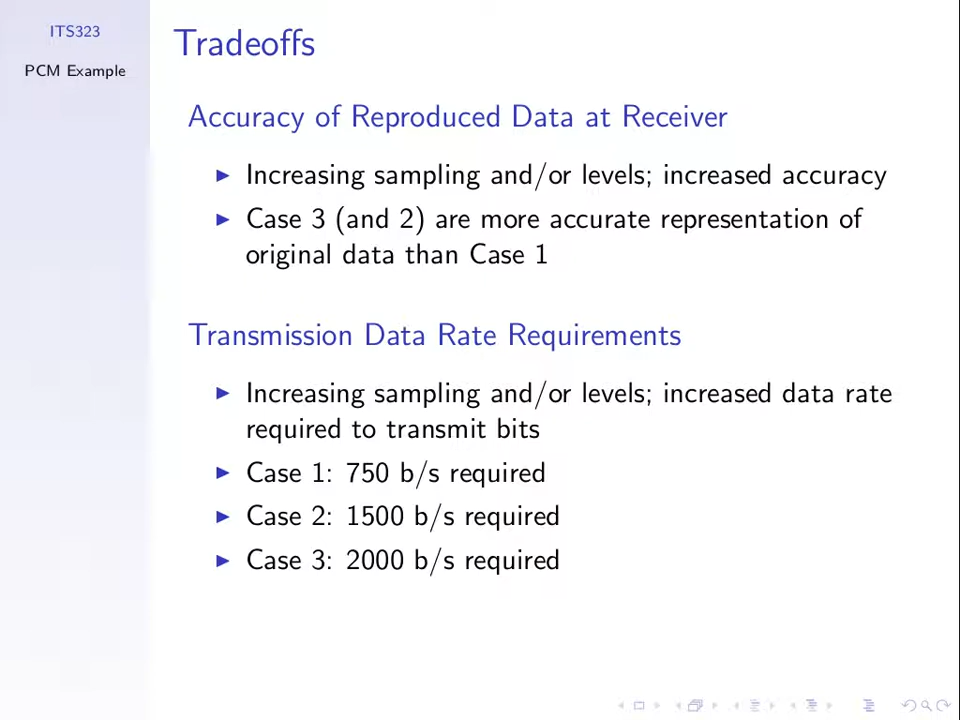 ITS323
PCM Example
Tradeoffs
Accuracy of Reproduced Data at Receiver
Increasing sampling and/or levels; increased accuracy
Case 3 (and 2) are more accurate representation of
original data than Case 1
Transmission Data Rate Requirements
Increasing sampling and/or levels; increased data rate
required to transmit bits
Case 1: 750 b/s required
Case 2: 1500 b/s required
Case 3: 2000 b/s required